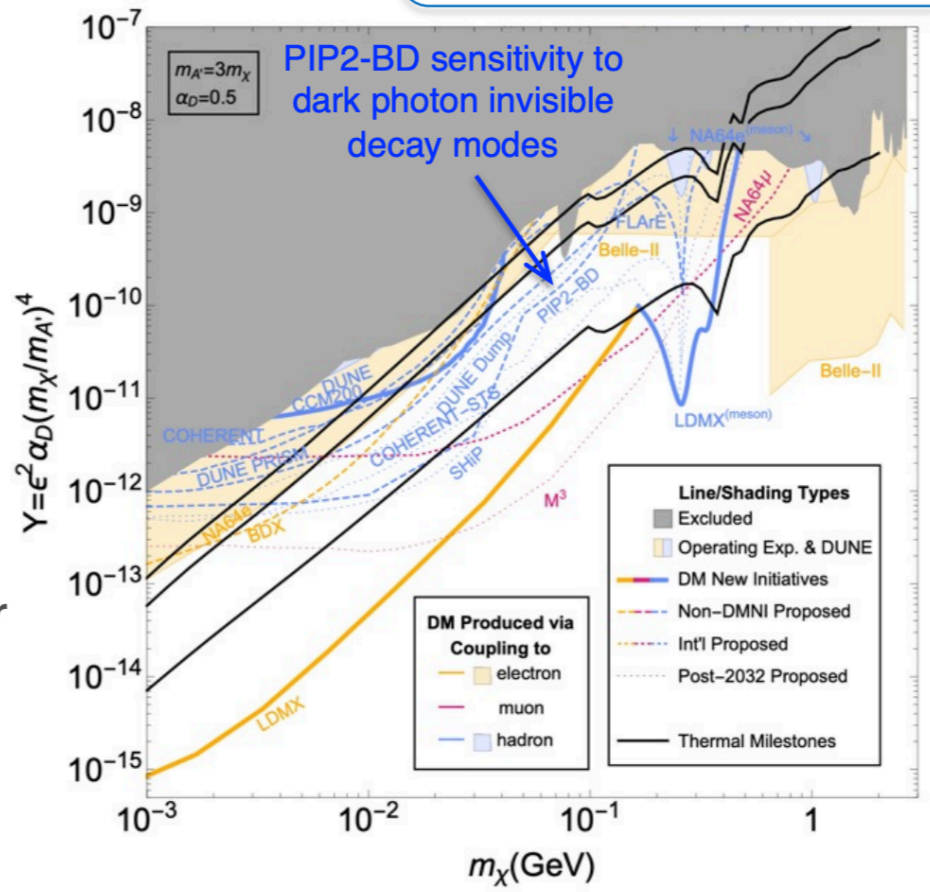 10⁻⁷
10⁻⁸
10⁻⁹
10⁻¹⁰
10⁻¹¹
10⁻¹²
10⁻¹³
10⁻¹⁴
10⁻¹⁵
Y=ϵ²α_D(m_χ/m_A')⁴
m_A'=3m_χ
α_D=0.5
PIP2-BD sensitivity to
dark photon invisible
decay modes
↓ NA64e(meson) ↘
NA64μ
FLArE
Belle-II
PIP2-BD
DUNE
CCM200
DUNE Dump
COHERENT
COHERENT-STS
DUNE PRISM
SHiP
NA64e
BDX
M³
LDMX
LDMX(meson)
Belle-II
r
Line/Shading Types
Excluded
Operating Exp. & DUNE
DM New Initiatives
Non-DMNI Proposed
Int'l Proposed
Post-2032 Proposed
Thermal Milestones
DM Produced via
Coupling to
electron
muon
hadron
10⁻³
10⁻²
10⁻¹
1
m_χ(GeV)